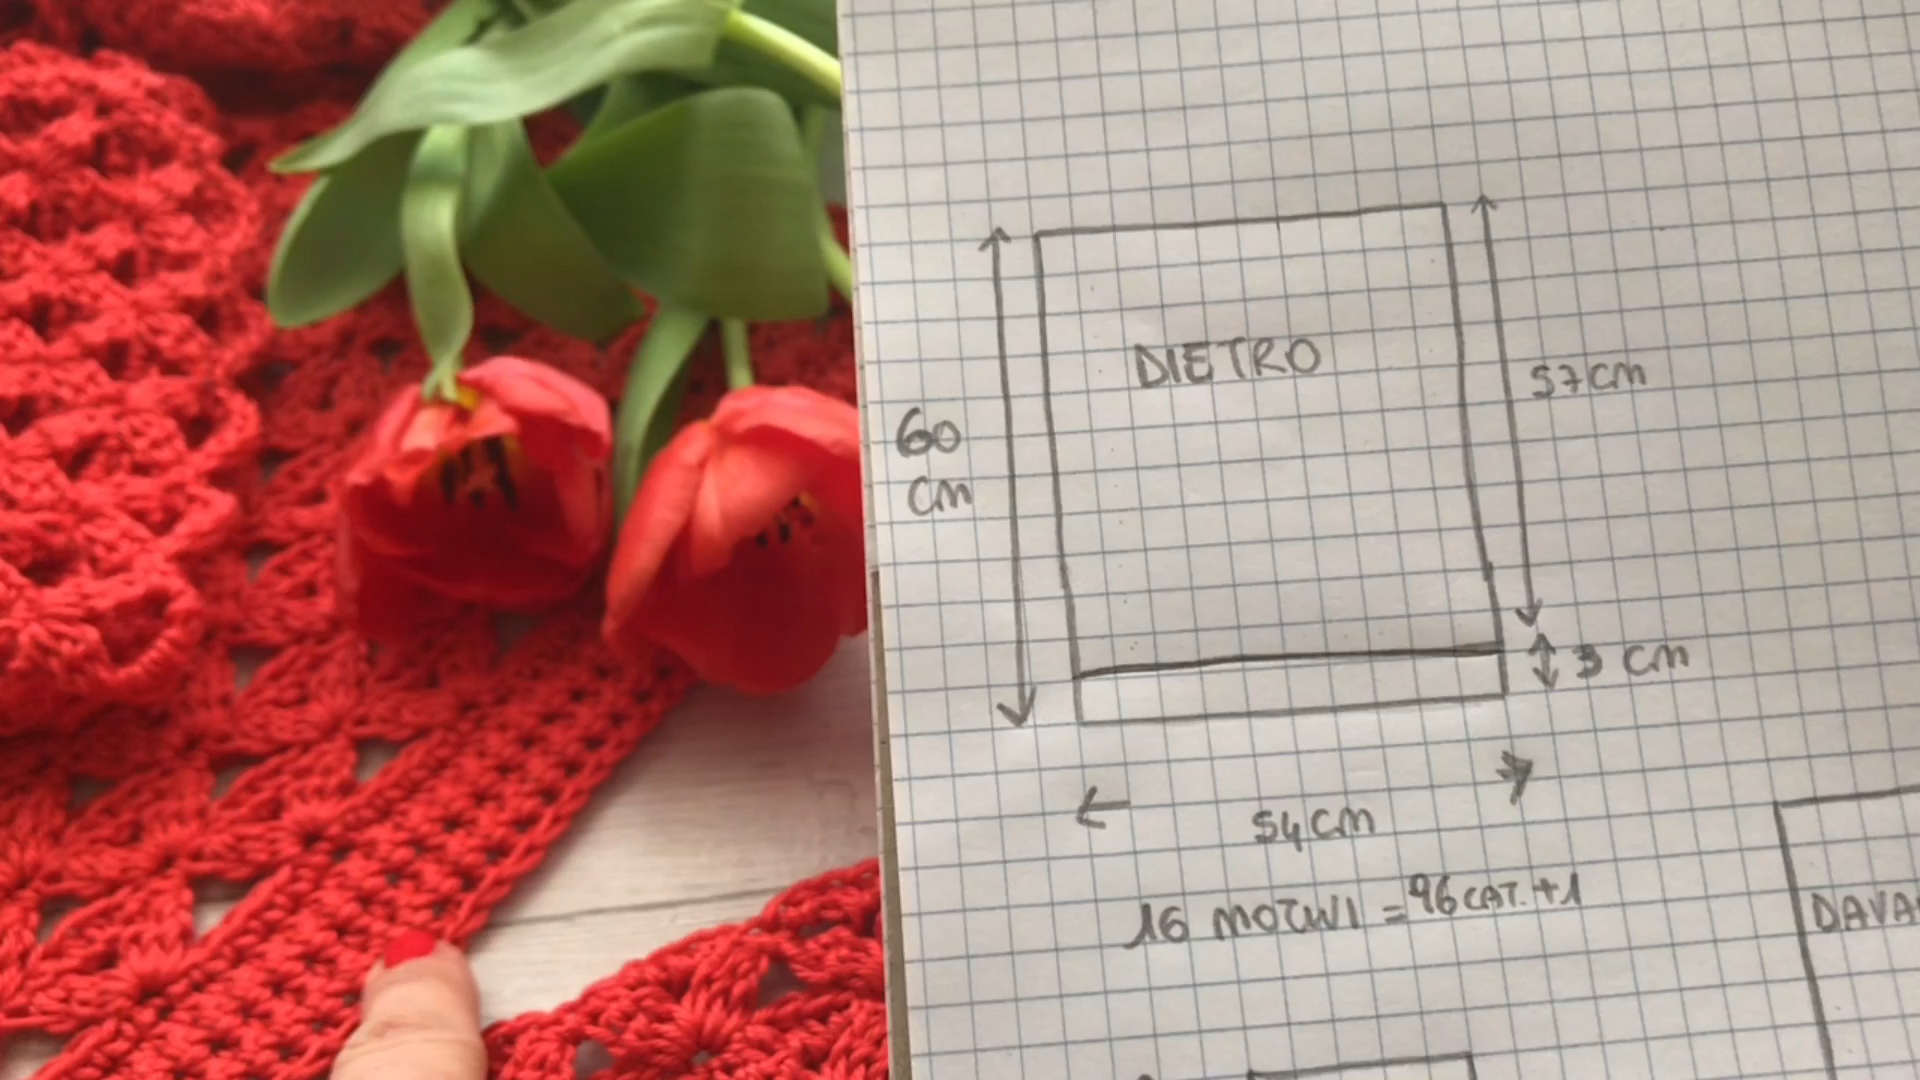 DIETRO
60
cm
57cm
3 cm
54cm
16 MOTIVI = 96 CAT. +1